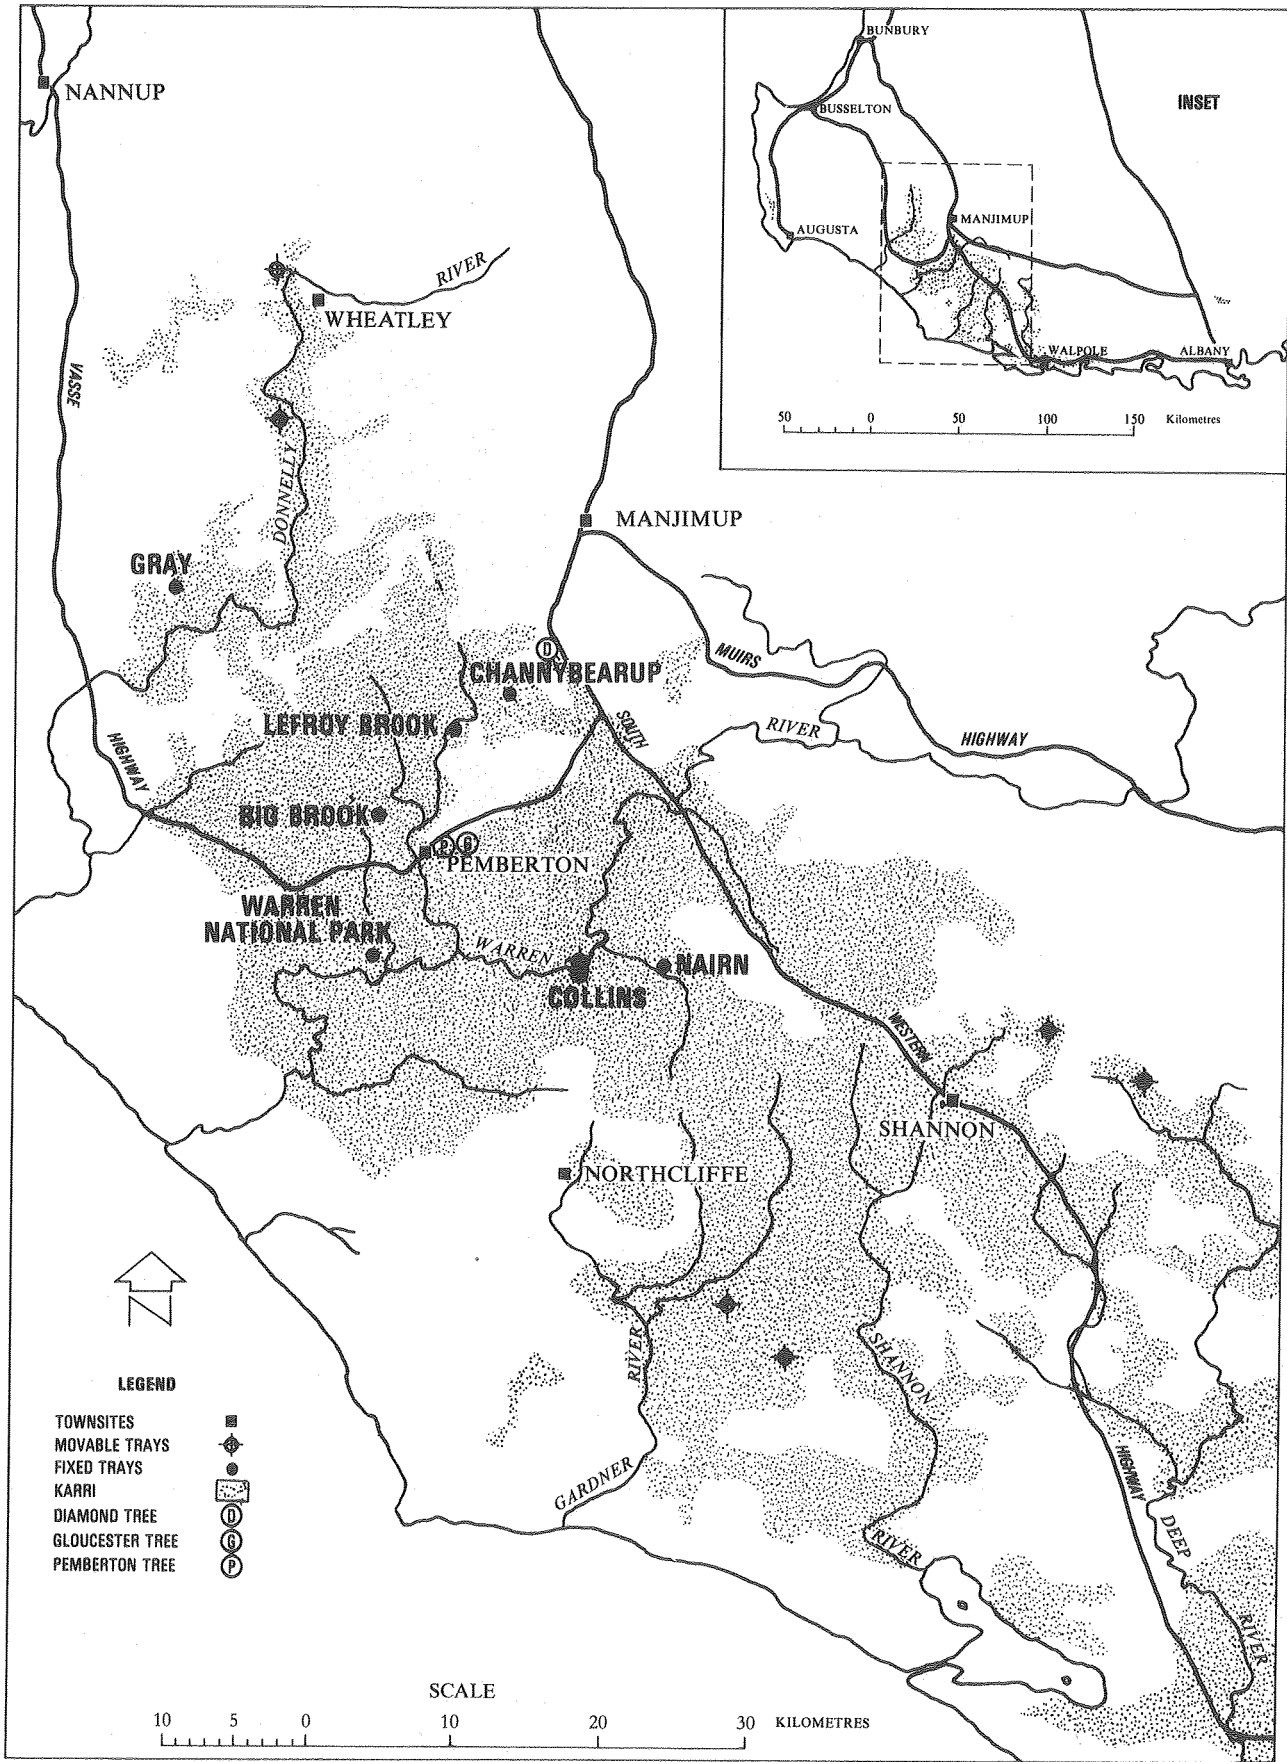 NANNUP
BUNBURY
BUSSELTON
INSET
MANJIMUP
AUGUSTA
WALPOLE
ALBANY
50 0 50 100 150 Kilometres
RIVER
WHEATLEY
VASSE
DONNELLY
MANJIMUP
GRAY
D
CHANNYBEARUP
MUIRS
LEFROY BROOK
SOUTH
RIVER
HIGHWAY
HIGHWAY
BIG BROOK
P G
PEMBERTON
WARREN
NATIONAL PARK
WARREN
NAIRN
COLLINS
WESTERN
SHANNON
NORTHCLIFFE
N
RIVER
SHANNON
LEGEND
TOWNSITES
MOVABLE TRAYS
FIXED TRAYS
KARRI
DIAMOND TREE D
GLOUCESTER TREE G
PEMBERTON TREE P
GARDNER
HIGHWAY
DEEP
RIVER
RIVER
SCALE
10 5 0 10 20 30 KILOMETRES